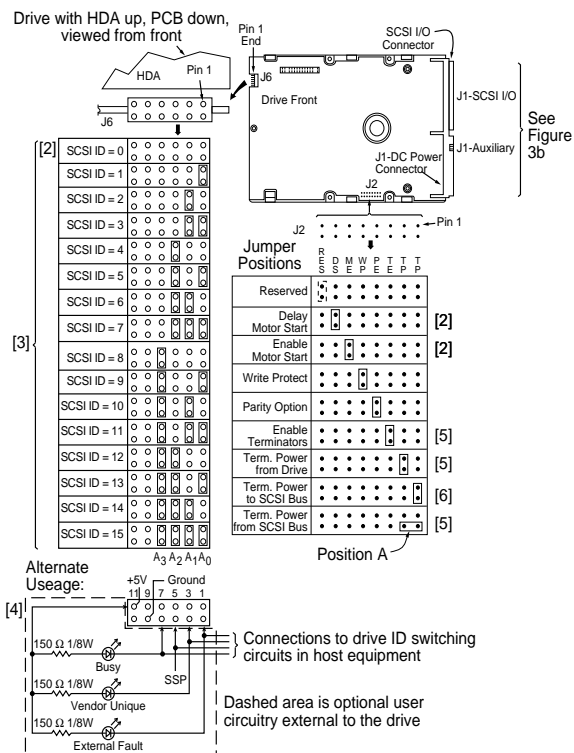 Drive with HDA up, PCB down,
viewed from front
HDA
Pin 1
J6
Pin 1
End
J6
Drive Front
SCSI I/O
Connector
J1-SCSI I/O
J1-Auxiliary
J1-DC Power
Connector
See
Figure
3b
J2
[2]
[3]
SCSI ID = 0
SCSI ID = 1
SCSI ID = 2
SCSI ID = 3
SCSI ID = 4
SCSI ID = 5
SCSI ID = 6
SCSI ID = 7
SCSI ID = 8
SCSI ID = 9
SCSI ID = 10
SCSI ID = 11
SCSI ID = 12
SCSI ID = 13
SCSI ID = 14
SCSI ID = 15
A3 A2 A1 A0
J2
Pin 1
Jumper
Positions
RES DS ME WP PE TE TP TP
Reserved
Delay
Motor Start
[2]
Enable
Motor Start
[2]
Write Protect
Parity Option
Enable
Terminators
[5]
Term. Power
from Drive
[5]
Term. Power
to SCSI Bus
[6]
Term. Power
from SCSI Bus
[5]
Position A
Alternate
Useage:
[4]
+5V
Ground
11 9 7 5 3 1
150 Ω 1/8W
Busy
SSP
150 Ω 1/8W
Vendor Unique
150 Ω 1/8W
External Fault
Connections to drive ID switching
circuits in host equipment
Dashed area is optional user
circuitry external to the drive